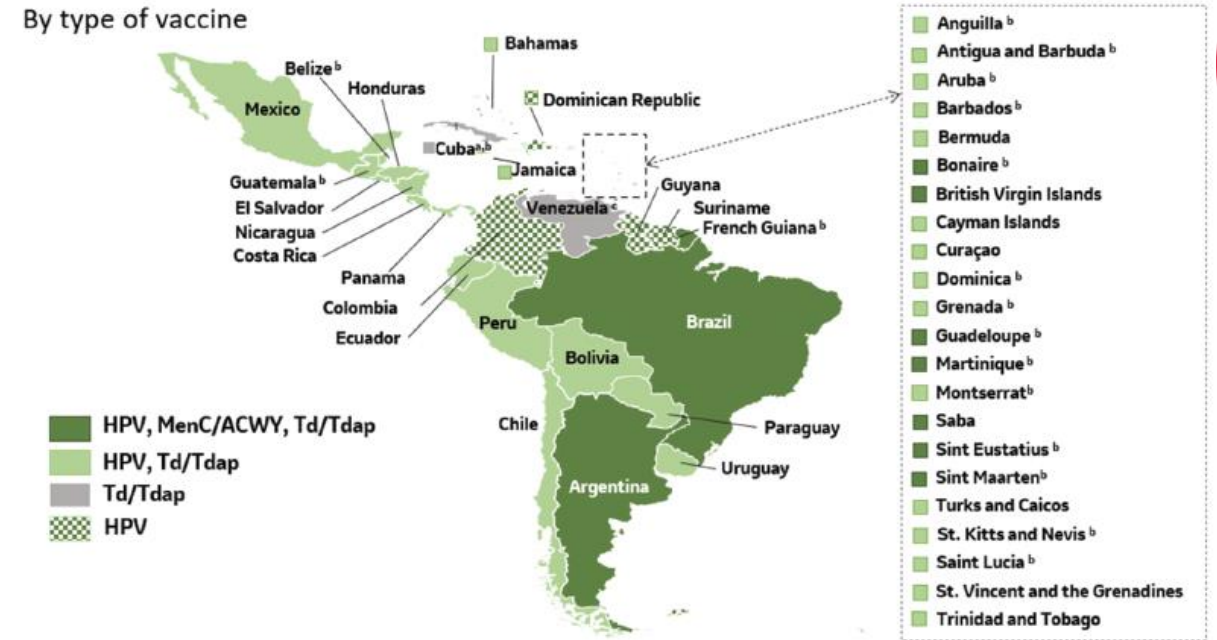 By type of vaccine
Bahamas
Belize ᵇ
Honduras
Mexico
Dominican Republic
Cubaᵃ,ᵇ
Jamaica
Guatemala ᵇ
El Salvador
Nicaragua
Costa Rica
Panama
Colombia
Ecuador
Venezuela ᶜ
Guyana
Suriname
French Guiana ᵇ
Peru
Brazil
Bolivia
Chile
Paraguay
Uruguay
Argentina
HPV, MenC/ACWY, Td/Tdap
HPV, Td/Tdap
Td/Tdap
HPV
Anguilla ᵇ
Antigua and Barbuda ᵇ
Aruba ᵇ
Barbados ᵇ
Bermuda
Bonaire ᵇ
British Virgin Islands
Cayman Islands
Curaçao
Dominica ᵇ
Grenada ᵇ
Guadeloupe ᵇ
Martinique ᵇ
Montserratᵇ
Saba
Sint Eustatius ᵇ
Sint Maartenᵇ
Turks and Caicos
St. Kitts and Nevis ᵇ
Saint Lucia ᵇ
St. Vincent and the Grenadines
Trinidad and Tobago